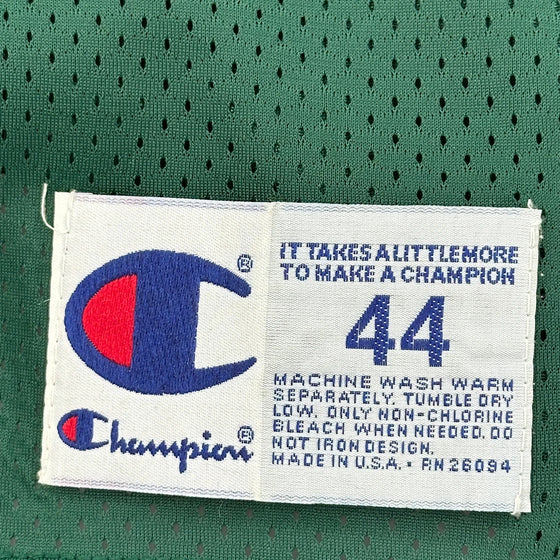 ®
Champion®
IT TAKES A LITTLE MORE
TO MAKE A CHAMPION
44
MACHINE WASH WARM
SEPARATELY. TUMBLE DRY
LOW. ONLY NON-CHLORINE
BLEACH WHEN NEEDED. DO
NOT IRON DESIGN.
MADE IN U.S.A. • RN 26094